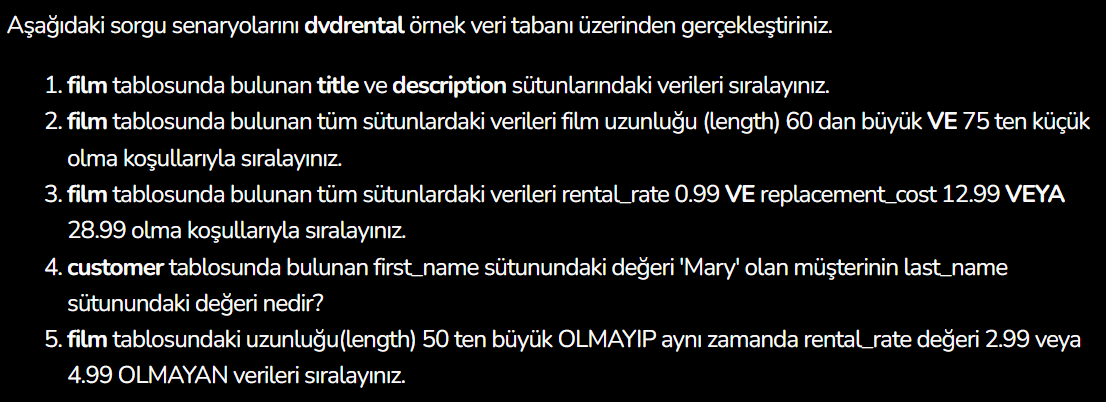 Aşağıdaki sorgu senaryolarını dvdrental örnek veri tabanı üzerinden gerçekleştiriniz.
1. film tablosunda bulunan title ve description sütunlarındaki verileri sıralayınız.
2. film tablosunda bulunan tüm sütunlardaki verileri film uzunluğu (length) 60 dan büyük VE 75 ten küçük
olma koşullarıyla sıralayınız.
3. film tablosunda bulunan tüm sütunlardaki verileri rental_rate 0.99 VE replacement_cost 12.99 VEYA
28.99 olma koşullarıyla sıralayınız.
4. customer tablosunda bulunan first_name sütunundaki değeri 'Mary' olan müşterinin last_name
sütunundaki değeri nedir?
5. film tablosundaki uzunluğu(length) 50 ten büyük OLMAYIP aynı zamanda rental_rate değeri 2.99 veya
4.99 OLMAYAN verileri sıralayınız.